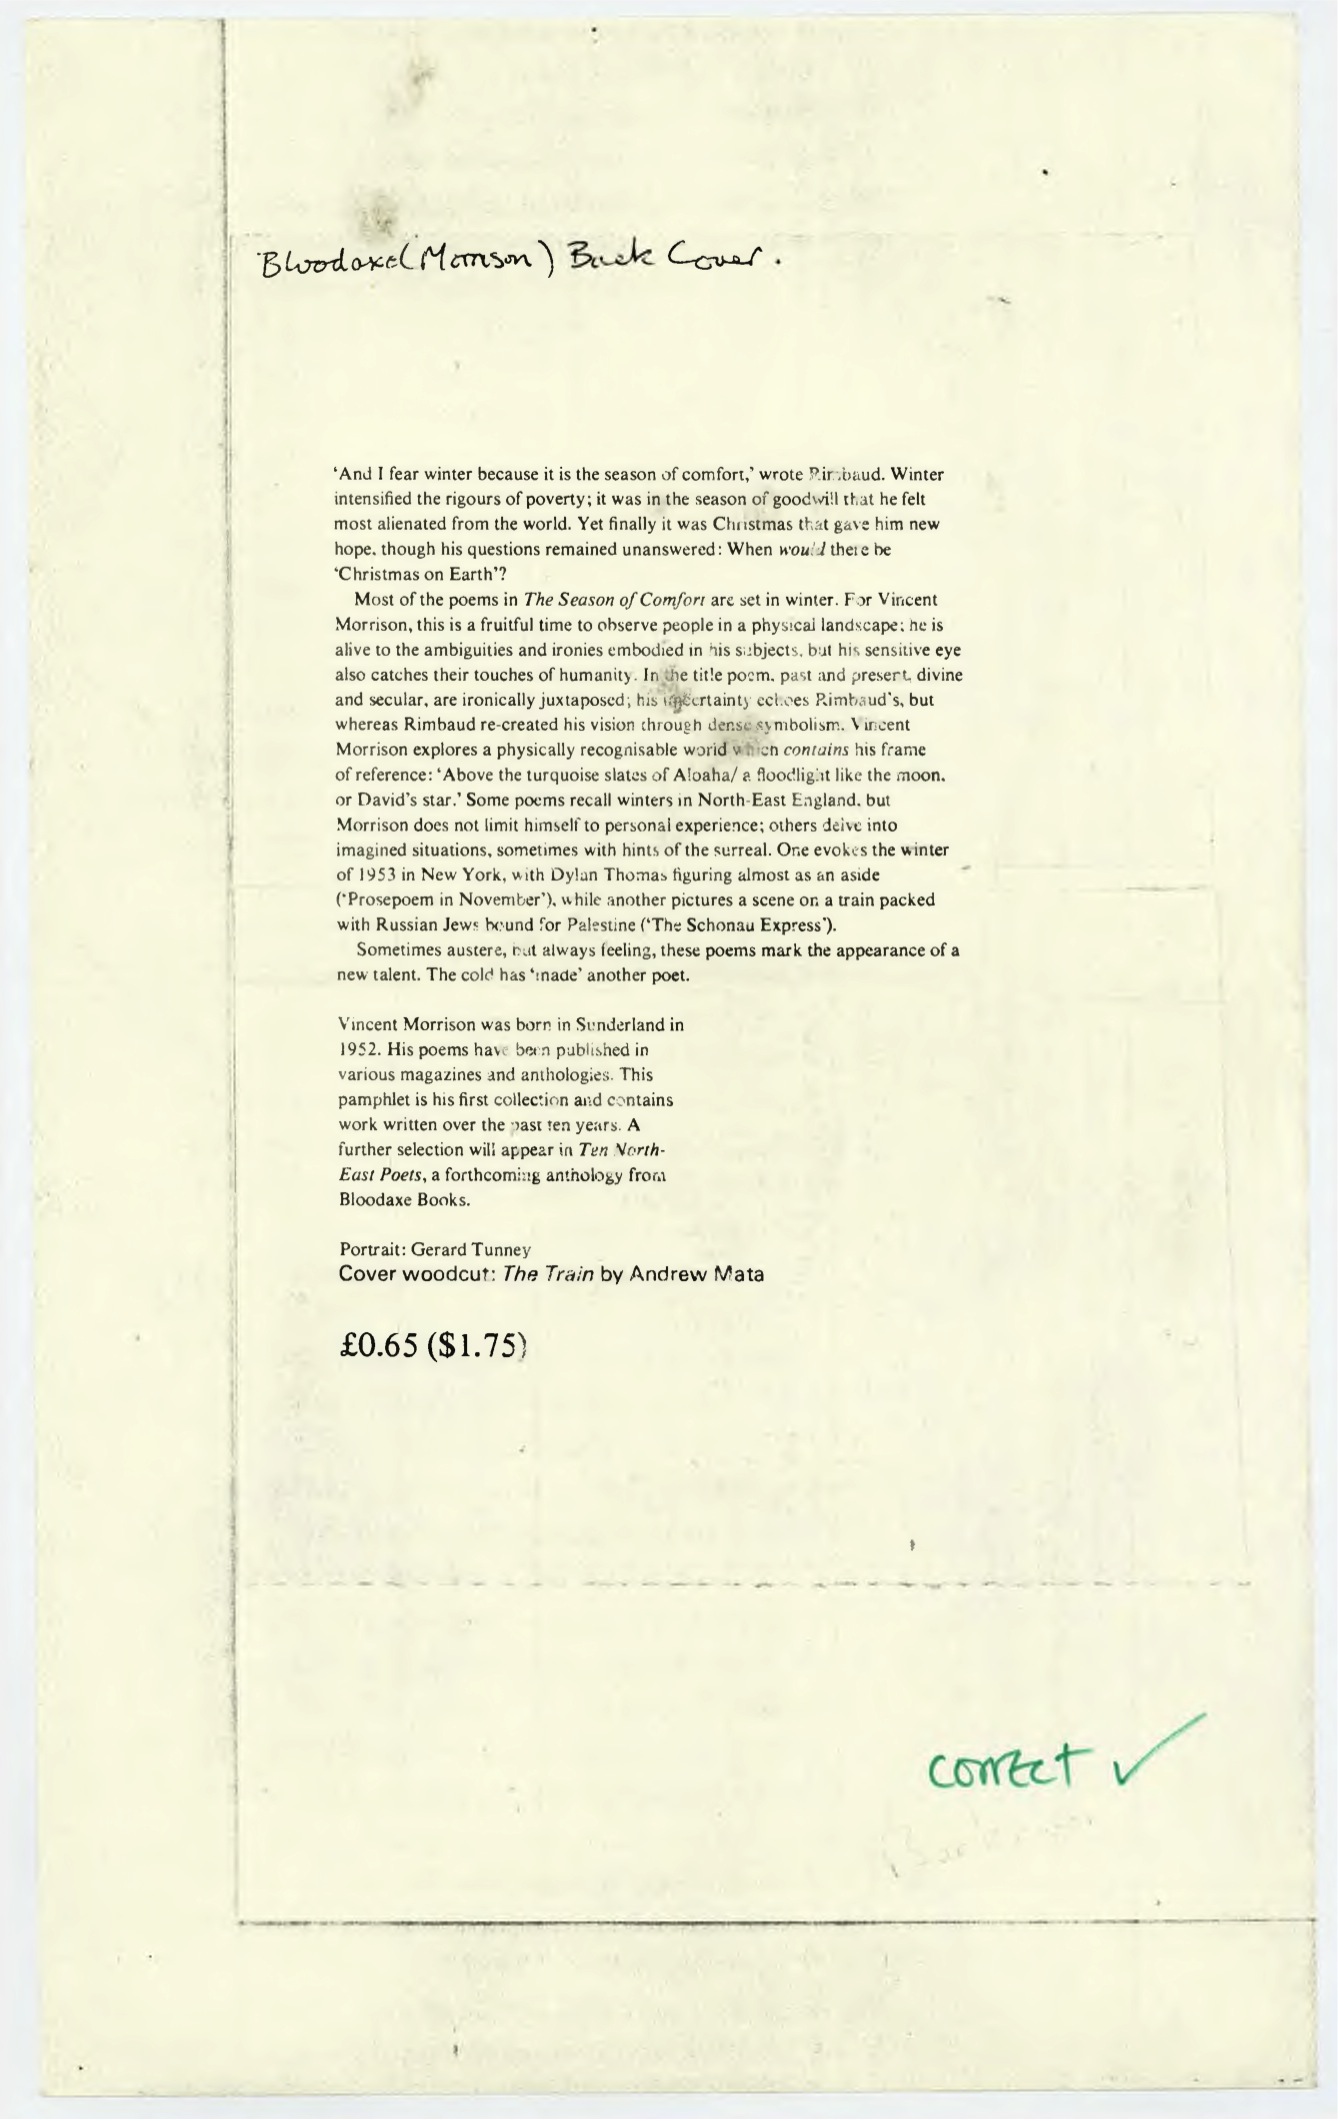 Bloodaxe (Morrison) Back Cover.
‘And I fear winter because it is the season of comfort,’ wrote Rimbaud. Winter
intensified the rigours of poverty; it was in the season of goodwill that he felt
most alienated from the world. Yet finally it was Christmas that gave him new
hope, though his questions remained unanswered: When would there be
‘Christmas on Earth’?
Most of the poems in The Season of Comfort are set in winter. For Vincent
Morrison, this is a fruitful time to observe people in a physical landscape; he is
alive to the ambiguities and ironies embodied in his subjects, but his sensitive eye
also catches their touches of humanity. In the title poem, past and present, divine
and secular, are ironically juxtaposed; his uncertainty echoes Rimbaud's, but
whereas Rimbaud re-created his vision through dense symbolism, Vincent
Morrison explores a physically recognisable world which contains his frame
of reference: ‘Above the turquoise slates of Aloaha/ a floodlight like the moon,
or David's star.’ Some poems recall winters in North-East England, but
Morrison does not limit himself to personal experience; others delve into
imagined situations, sometimes with hints of the surreal. One evokes the winter
of 1953 in New York, with Dylan Thomas figuring almost as an aside
(‘Prosepoem in November’), while another pictures a scene on a train packed
with Russian Jews bound for Palestine (‘The Schonau Express’).
Sometimes austere, but always feeling, these poems mark the appearance of a
new talent. The cold has ‘made’ another poet.
Vincent Morrison was born in Sunderland in
1952. His poems have been published in
various magazines and anthologies. This
pamphlet is his first collection and contains
work written over the past ten years. A
further selection will appear in Ten North-
East Poets, a forthcoming anthology from
Bloodaxe Books.
Portrait: Gerard Tunney
Cover woodcut: The Train by Andrew Mata
£0.65 ($1.75)
correct ✓